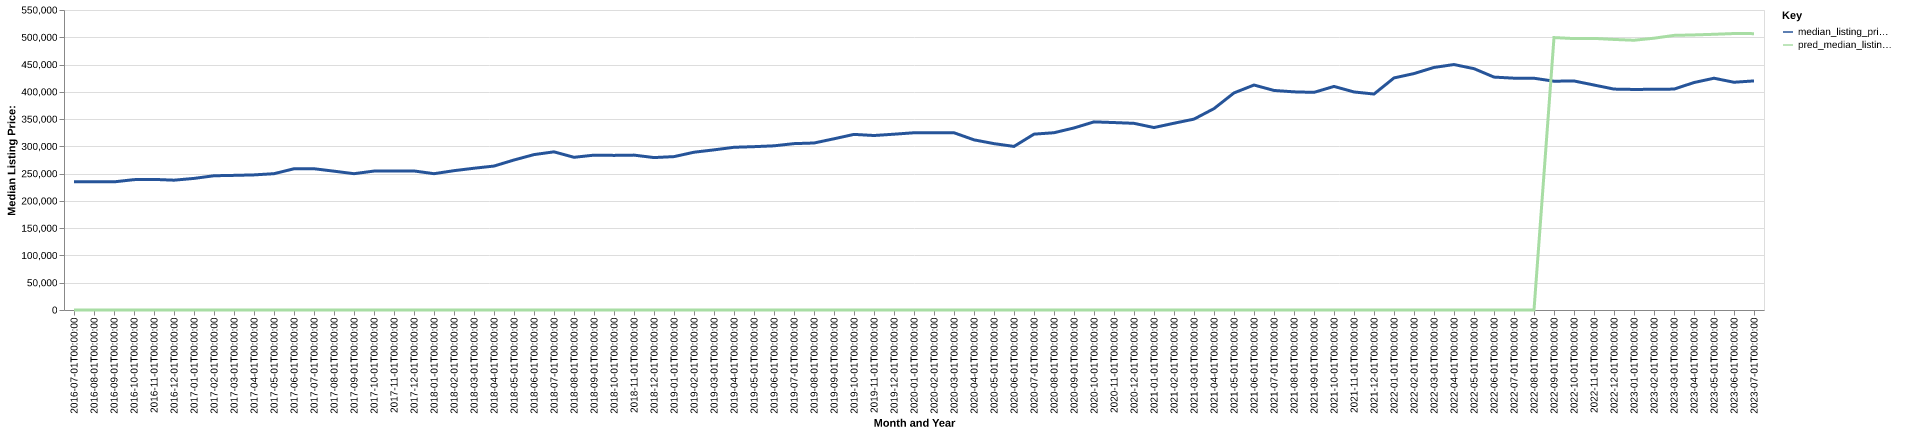 550,000
500,000
450,000
400,000
350,000
300,000
250,000
200,000
150,000
100,000
50,000
0
Median Listing Price:
2016-07-01T00:00:00
2016-08-01T00:00:00
2016-09-01T00:00:00
2016-10-01T00:00:00
2016-11-01T00:00:00
2016-12-01T00:00:00
2017-01-01T00:00:00
2017-02-01T00:00:00
2017-03-01T00:00:00
2017-04-01T00:00:00
2017-05-01T00:00:00
2017-06-01T00:00:00
2017-07-01T00:00:00
2017-08-01T00:00:00
2017-09-01T00:00:00
2017-10-01T00:00:00
2017-11-01T00:00:00
2017-12-01T00:00:00
2018-01-01T00:00:00
2018-02-01T00:00:00
2018-03-01T00:00:00
2018-04-01T00:00:00
2018-05-01T00:00:00
2018-06-01T00:00:00
2018-07-01T00:00:00
2018-08-01T00:00:00
2018-09-01T00:00:00
2018-10-01T00:00:00
2018-11-01T00:00:00
2018-12-01T00:00:00
2019-01-01T00:00:00
2019-02-01T00:00:00
2019-03-01T00:00:00
2019-04-01T00:00:00
2019-05-01T00:00:00
2019-06-01T00:00:00
2019-07-01T00:00:00
2019-08-01T00:00:00
2019-09-01T00:00:00
2019-10-01T00:00:00
2019-11-01T00:00:00
2019-12-01T00:00:00
2020-01-01T00:00:00
2020-02-01T00:00:00
2020-03-01T00:00:00
2020-04-01T00:00:00
2020-05-01T00:00:00
2020-06-01T00:00:00
2020-07-01T00:00:00
2020-08-01T00:00:00
2020-09-01T00:00:00
2020-10-01T00:00:00
2020-11-01T00:00:00
2020-12-01T00:00:00
2021-01-01T00:00:00
2021-02-01T00:00:00
2021-03-01T00:00:00
2021-04-01T00:00:00
2021-05-01T00:00:00
2021-06-01T00:00:00
2021-07-01T00:00:00
2021-08-01T00:00:00
2021-09-01T00:00:00
2021-10-01T00:00:00
2021-11-01T00:00:00
2021-12-01T00:00:00
2022-01-01T00:00:00
2022-02-01T00:00:00
2022-03-01T00:00:00
2022-04-01T00:00:00
2022-05-01T00:00:00
2022-06-01T00:00:00
2022-07-01T00:00:00
2022-08-01T00:00:00
2022-09-01T00:00:00
2022-10-01T00:00:00
2022-11-01T00:00:00
2022-12-01T00:00:00
2023-01-01T00:00:00
2023-02-01T00:00:00
2023-03-01T00:00:00
2023-04-01T00:00:00
2023-05-01T00:00:00
2023-06-01T00:00:00
2023-07-01T00:00:00
Month and Year
Key
median_listing_pri…
pred_median_listin…